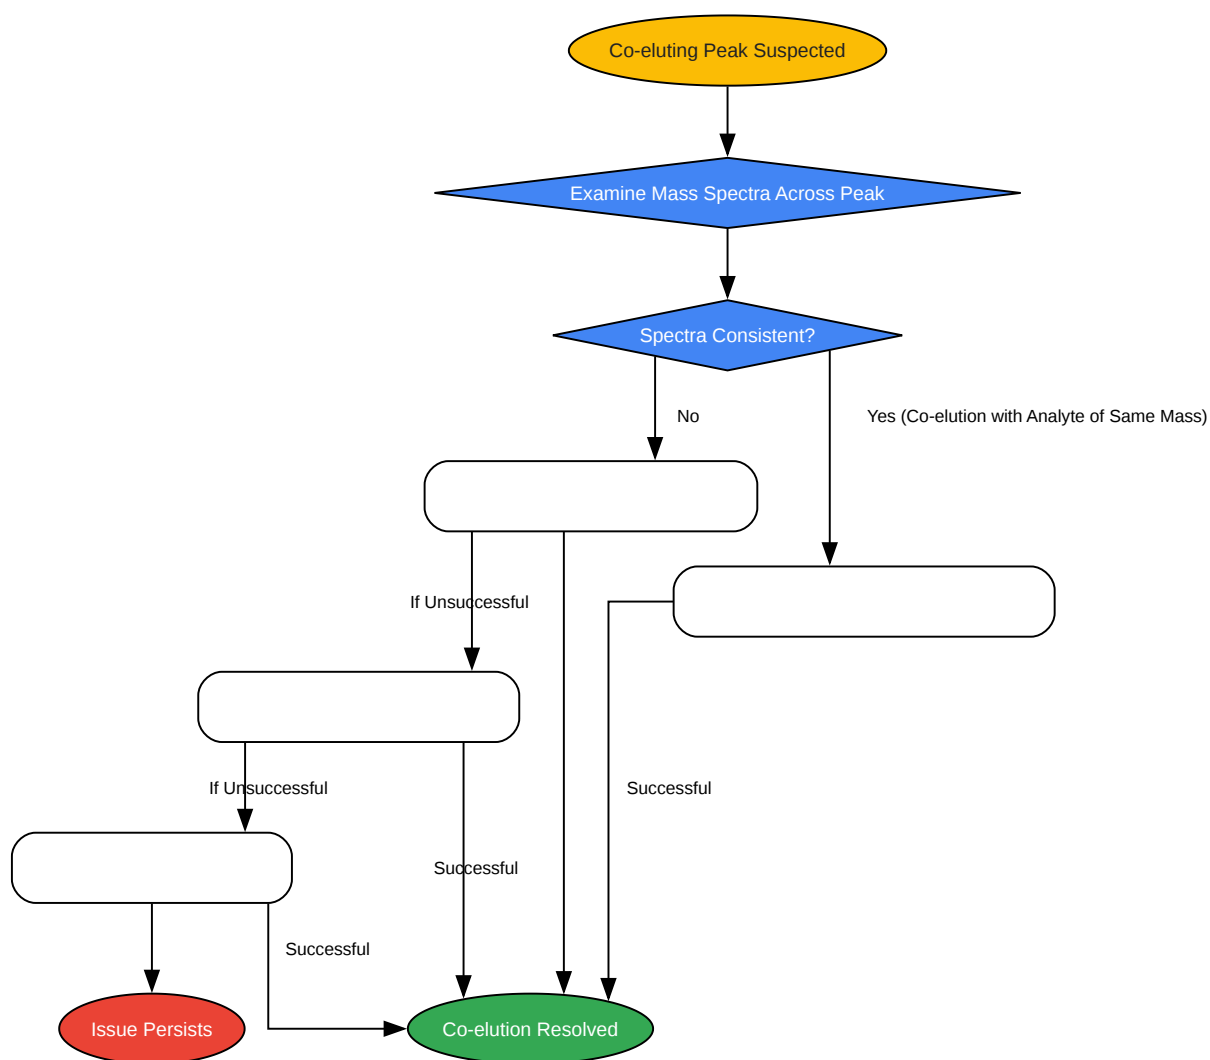 Co-eluting Peak Suspected
Examine Mass Spectra Across Peak
Spectra Consistent?
No
Yes (Co-elution with Analyte of Same Mass)
If Unsuccessful
If Unsuccessful
Successful
Successful
Successful
Issue Persists
Co-elution Resolved